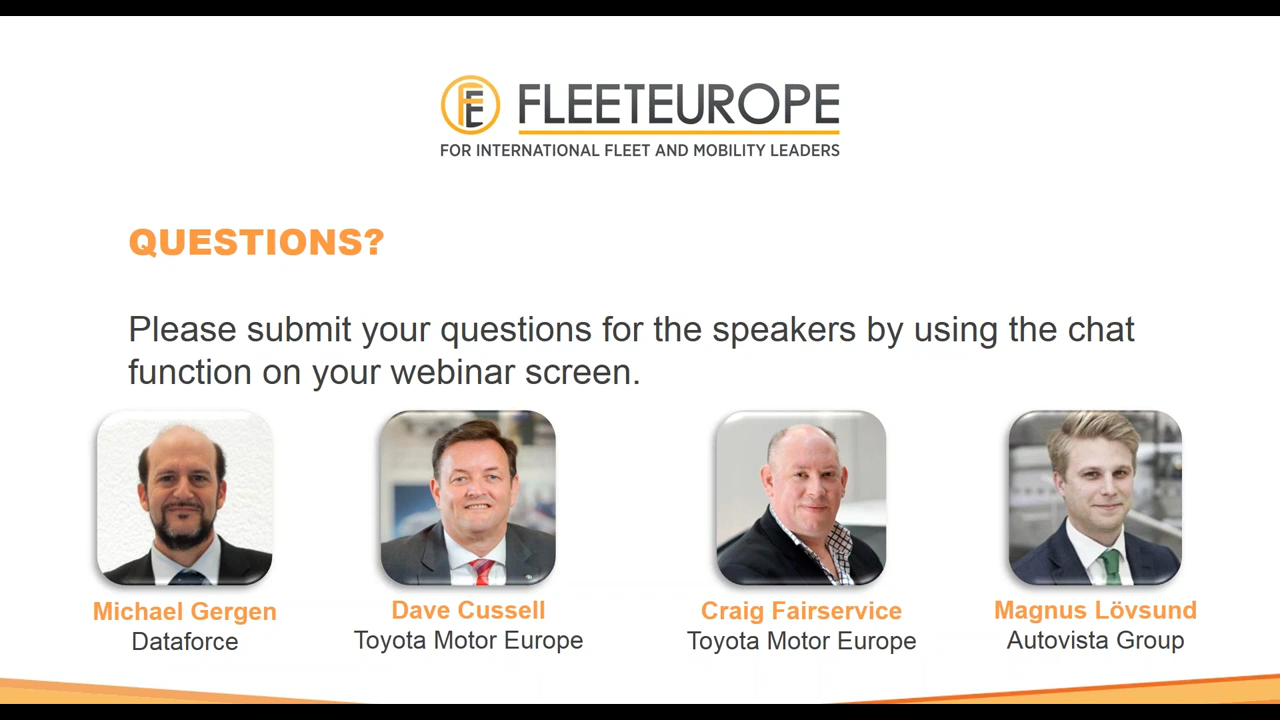 FLEETEUROPE
FOR INTERNATIONAL FLEET AND MOBILITY LEADERS
QUESTIONS?
Please submit your questions for the speakers by using the chat
function on your webinar screen.
Michael Gergen
Dataforce
Dave Cussell
Toyota Motor Europe
Craig Fairservice
Toyota Motor Europe
Magnus Lövsund
Autovista Group